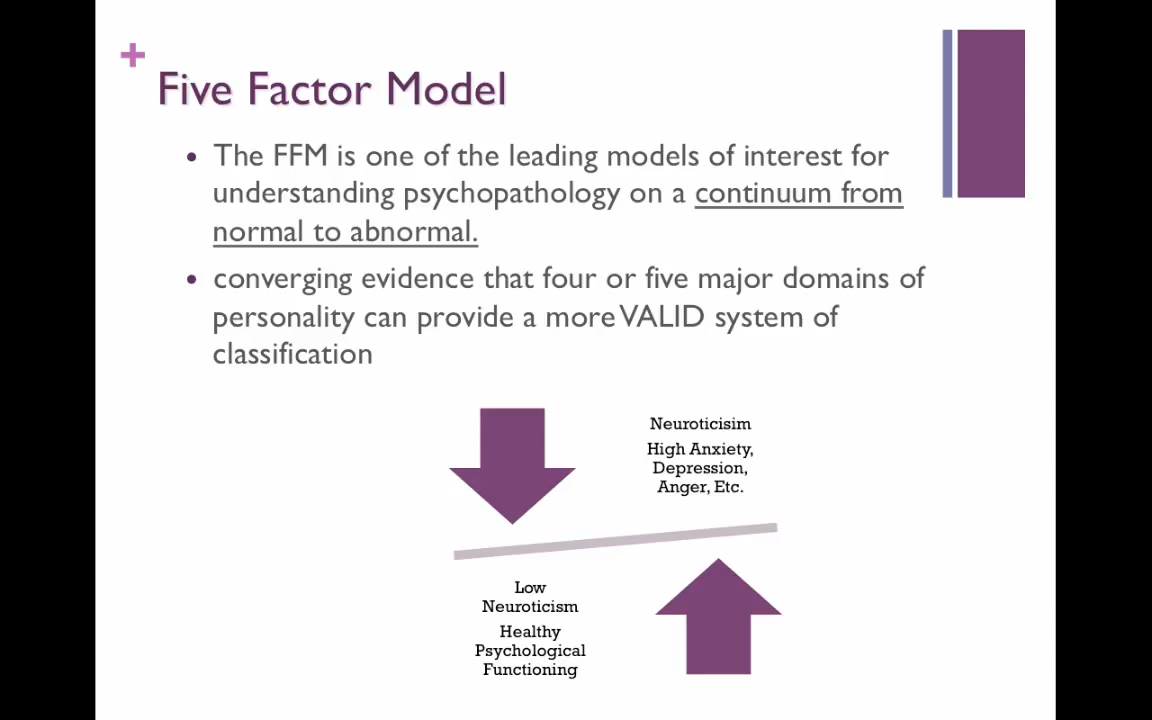 +
Five Factor Model
• The FFM is one of the leading models of interest for
understanding psychopathology on a continuum from
normal to abnormal.
• converging evidence that four or five major domains of
personality can provide a more VALID system of
classification
Neuroticisim
High Anxiety,
Depression,
Anger, Etc.
Low
Neuroticism
Healthy
Psychological
Functioning